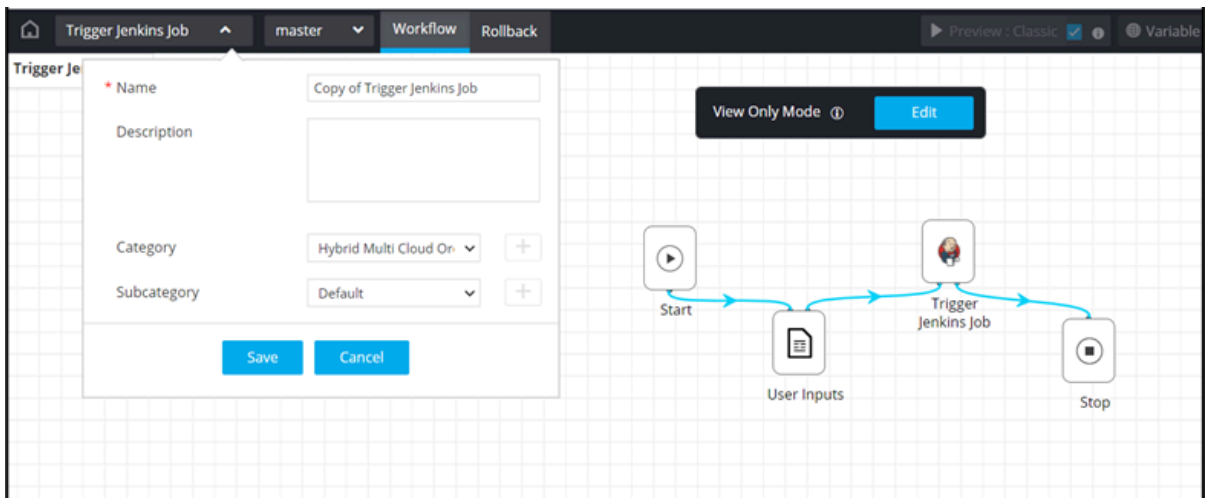 Trigger Jenkins Job
master
Workflow
Rollback
Preview : Classic
Variable
Trigger Je
* Name
Copy of Trigger Jenkins Job
Description
Category
Hybrid Multi Cloud Or
Subcategory
Default
Save
Cancel
View Only Mode
Edit
Start
User Inputs
Trigger
Jenkins Job
Stop